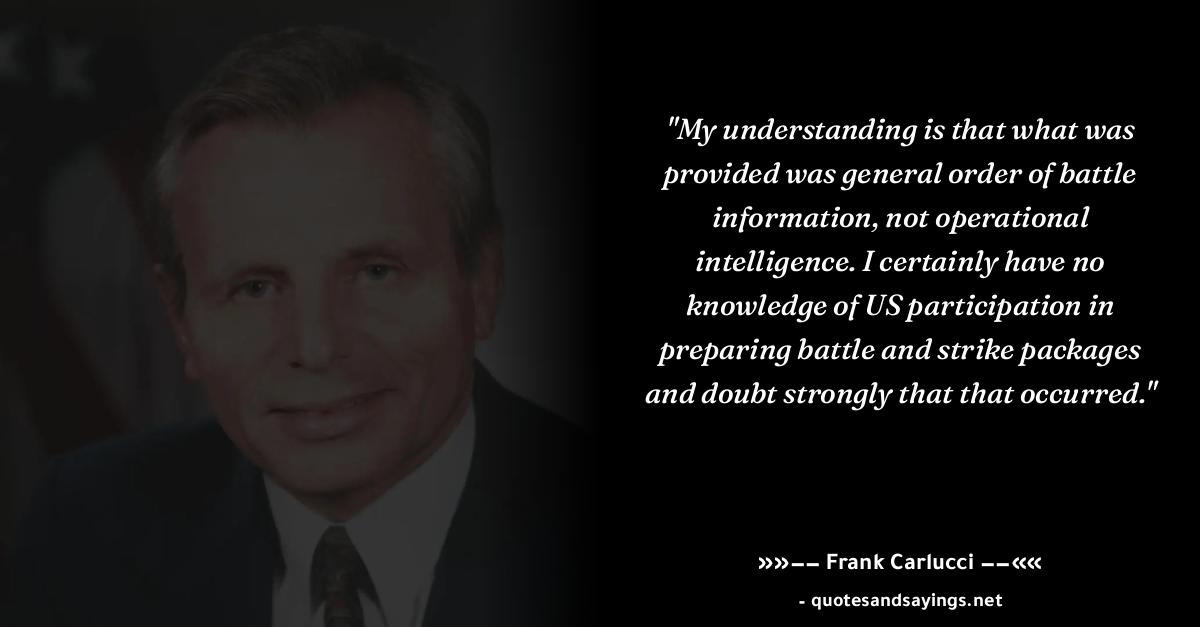 "My understanding is that what was
provided was general order of battle
information, not operational
intelligence. I certainly have no
knowledge of US participation in
preparing battle and strike packages
and doubt strongly that that occurred."
»»–– Frank Carlucci ––««
- quotesandsayings.net